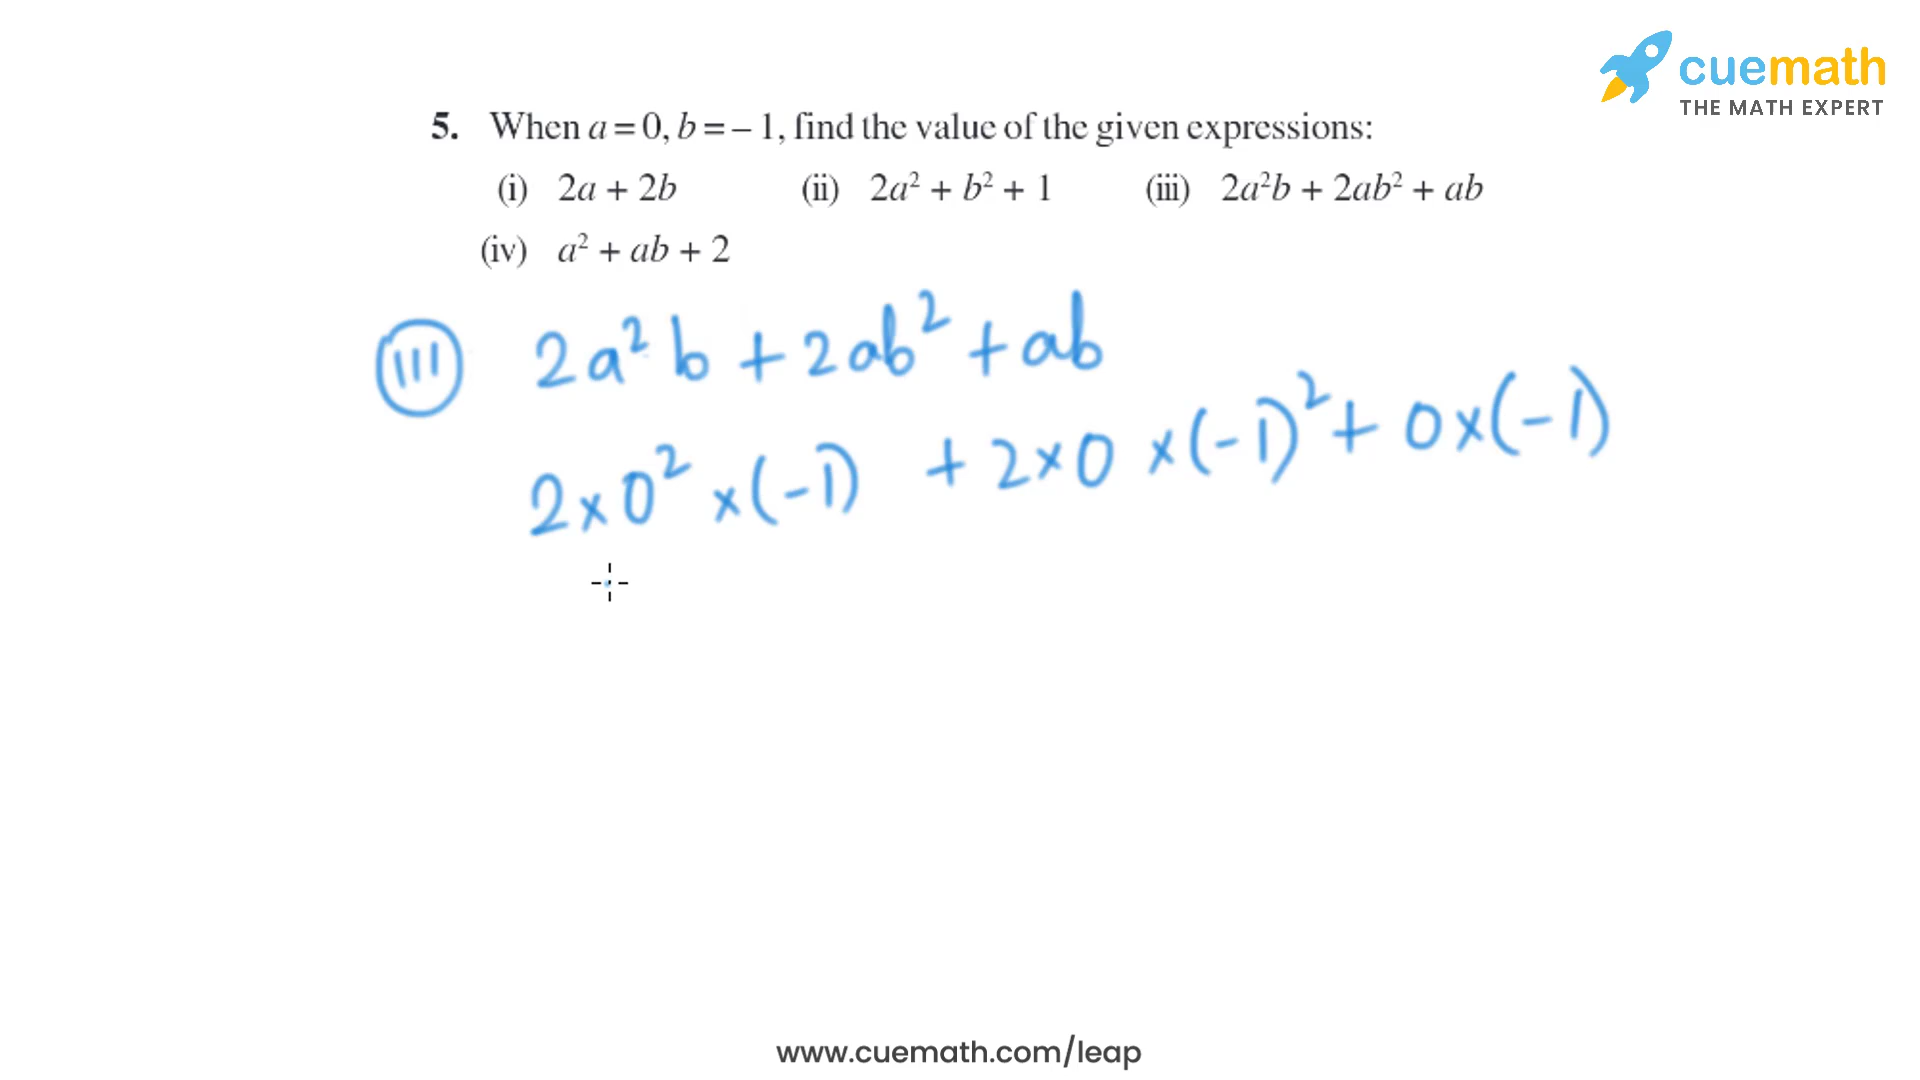 cuemath
THE MATH EXPERT
5. When a = 0, b = – 1, find the value of the given expressions:
(i) 2a + 2b (ii) 2a² + b² + 1 (iii) 2a²b + 2ab² + ab
(iv) a² + ab + 2
III 2a²b + 2ab² + ab
2 × 0² × (-1) + 2 × 0 × (-1)² + 0 × (-1)
www.cuemath.com/leap